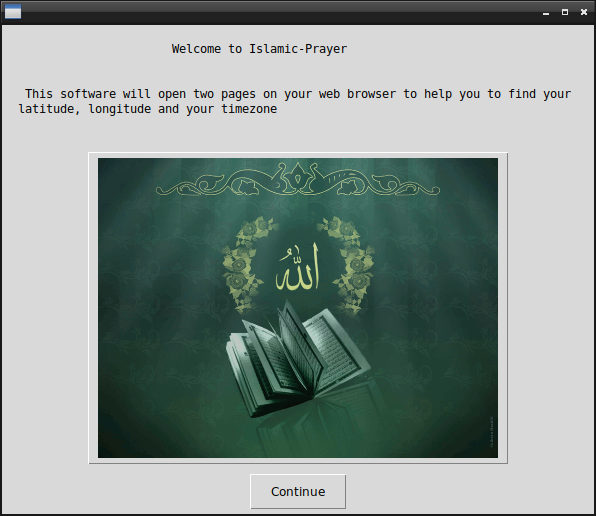 Welcome to Islamic-Prayer
This software will open two pages on your web browser to help you to find your
latitude, longitude and your timezone
الله
Continue